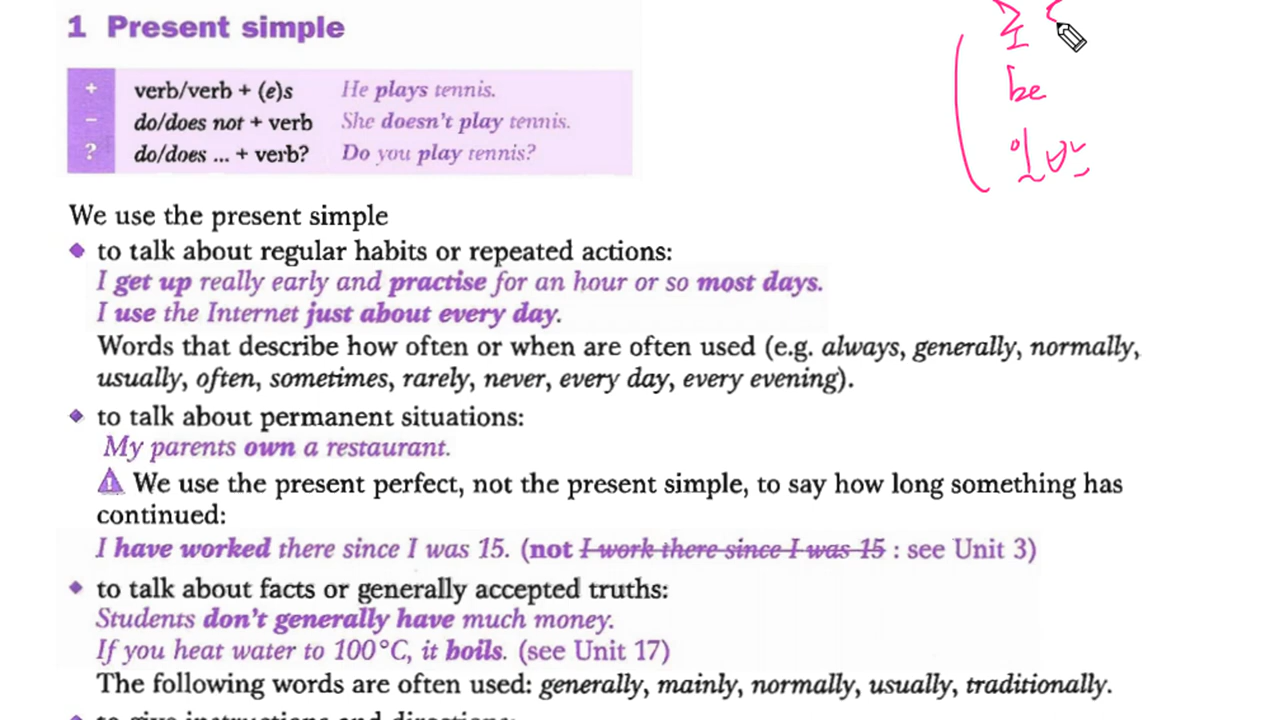 1 Present simple
+ verb/verb + (e)s He plays tennis.
– do/does not + verb She doesn't play tennis.
? do/does ... + verb? Do you play tennis?
be
일반
We use the present simple
◆ to talk about regular habits or repeated actions:
I get up really early and practise for an hour or so most days.
I use the Internet just about every day.
Words that describe how often or when are often used (e.g. always, generally, normally,
usually, often, sometimes, rarely, never, every day, every evening).
◆ to talk about permanent situations:
My parents own a restaurant.
⚠ We use the present perfect, not the present simple, to say how long something has
continued:
I have worked there since I was 15. (not I work there since I was 15 : see Unit 3)
◆ to talk about facts or generally accepted truths:
Students don't generally have much money.
If you heat water to 100°C, it boils. (see Unit 17)
The following words are often used: generally, mainly, normally, usually, traditionally.
◆ to give instructions and directions: